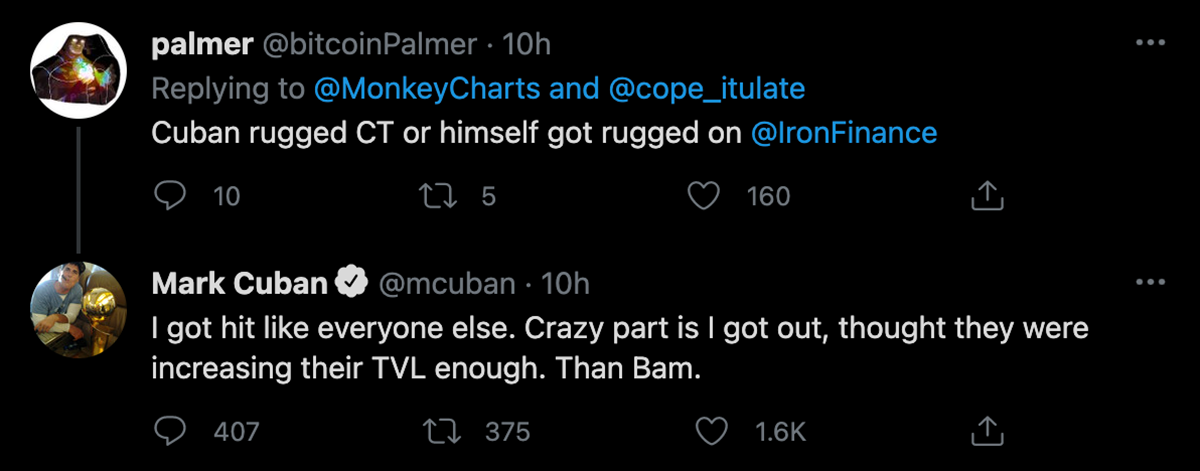 palmer @bitcoinPalmer · 10h
Replying to @MonkeyCharts and @cope_itulate
Cuban rugged CT or himself got rugged on @IronFinance
10 5 160
Mark Cuban @mcuban · 10h
I got hit like everyone else. Crazy part is I got out, thought they were
increasing their TVL enough. Than Bam.
407 375 1.6K